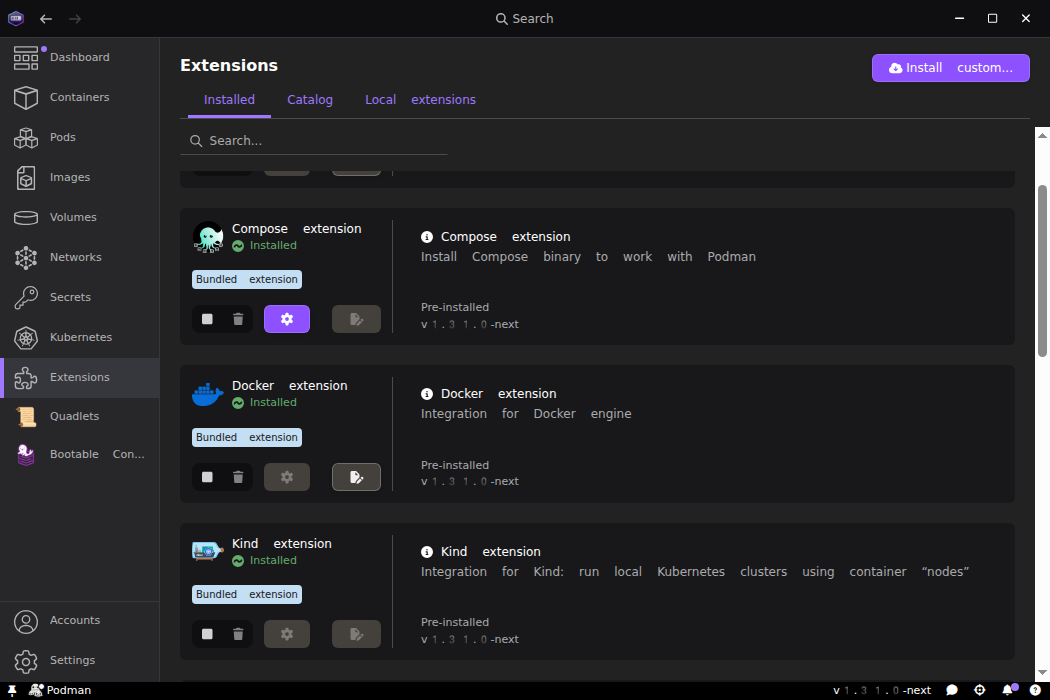 Search
Dashboard
Containers
Pods
Images
Volumes
Networks
Secrets
Kubernetes
Extensions
Quadlets
Bootable Con...
Accounts
Settings
Extensions
Install custom...
Installed
Catalog
Local extensions
Search...
Compose extension
Installed
Bundled extension
Compose extension
Install Compose binary to work with Podman
Pre-installed
v1.31.0-next
Docker extension
Installed
Bundled extension
Docker extension
Integration for Docker engine
Pre-installed
v1.31.0-next
Kind extension
Installed
Bundled extension
Kind extension
Integration for Kind: run local Kubernetes clusters using container “nodes”
Pre-installed
v1.31.0-next
Podman
v1.31.0-next